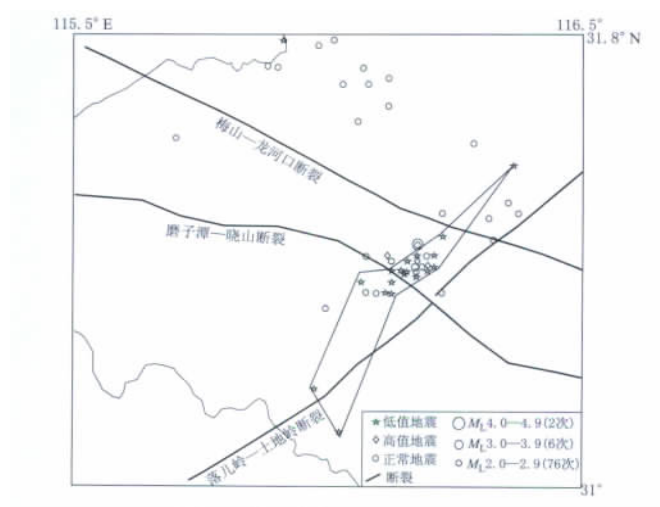 115.5° E
116.5°
31.8° N
梅山—龙河口断裂
磨子潭—晓山断裂
落儿岭—土地岭断裂
低值地震
高值地震
正常地震
断裂
ML4.0—4.9(2次)
ML3.0—3.9(6次)
ML2.0—2.9(76次)
31°